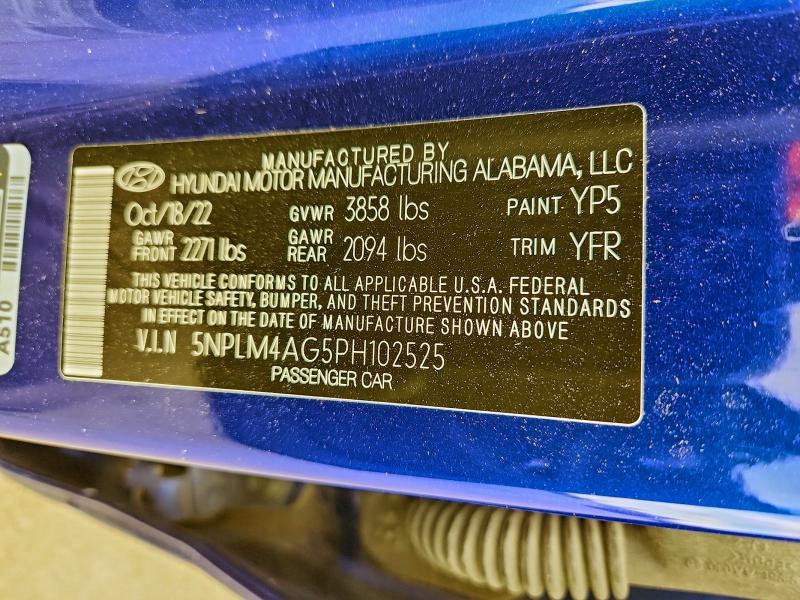 MANUFACTURED BY
HYUNDAI MOTOR MANUFACTURING ALABAMA, LLC
Oct/18/22 GVWR 3858 lbs PAINT YP5
GAWR FRONT 2271 lbs GAWR REAR 2094 lbs TRIM YFR
THIS VEHICLE CONFORMS TO ALL APPLICABLE U.S.A. FEDERAL
MOTOR VEHICLE SAFETY, BUMPER, AND THEFT PREVENTION STANDARDS
IN EFFECT ON THE DATE OF MANUFACTURE SHOWN ABOVE
V.I.N 5NPLM4AG5PH102525
PASSENGER CAR
A510